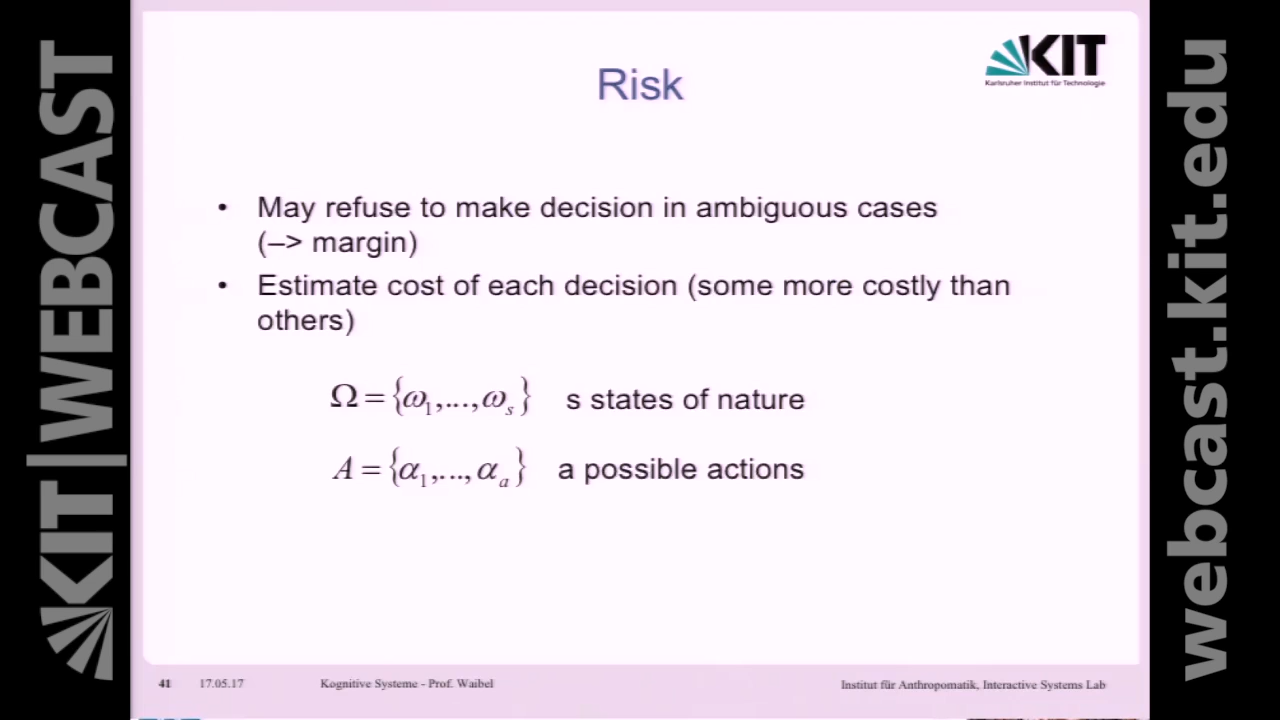 KIT|WEBCAST
KIT
Karlsruher Institut für Technologie
Risk
• May refuse to make decision in ambiguous cases
(–> margin)
• Estimate cost of each decision (some more costly than
others)
Ω = {ω₁,...,ωₛ} s states of nature
A = {α₁,...,αₐ} a possible actions
41 17.05.17 Kognitive Systeme - Prof. Waibel Institut für Anthropomatik, Interactive Systems Lab
webcast.kit.edu